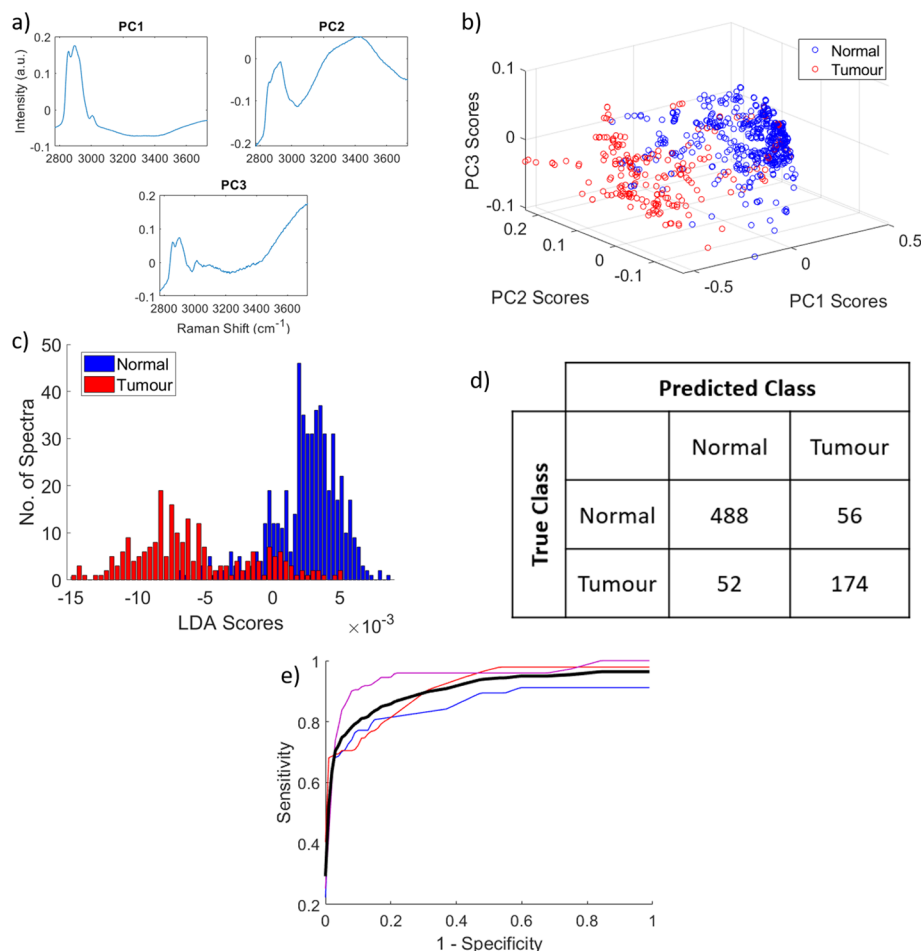 a)
PC1
Intensity (a.u.)
0.2
0.1
0
-0.1
2800 3000 3200 3400 3600
PC2
0
-0.1
-0.2
2800 3000 3200 3400 3600
PC3
0.2
0.1
0
-0.1
2800 3000 3200 3400 3600
Raman Shift (cm⁻¹)
b)
Normal
Tumour
PC3 Scores
0.1
0
-0.1
0.2
0.1
0
-0.1
PC2 Scores
-0.5
0
0.5
PC1 Scores
c)
Normal
Tumour
No. of Spectra
50
40
30
20
10
0
-15 -10 -5 0 5
×10⁻³
LDA Scores
d)
Predicted Class
True Class
Normal Tumour
Normal 488 56
Tumour 52 174
e)
Sensitivity
1
0.8
0.6
0.4
0.2
0 0.2 0.4 0.6 0.8 1
1 - Specificity